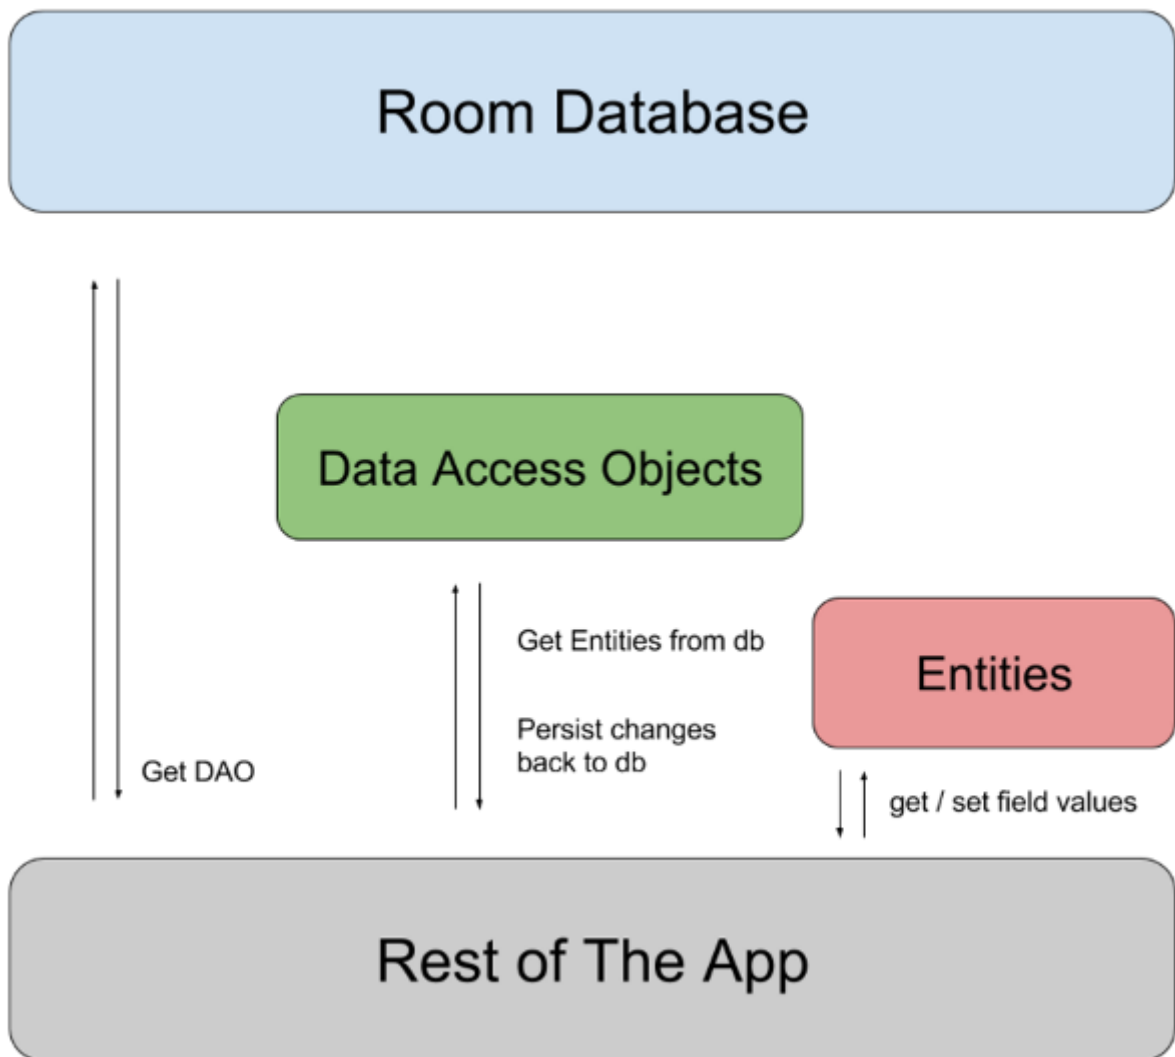 Room Database
Data Access Objects
Get Entities from db
Entities
Persist changes
back to db
Get DAO
get / set field values
Rest of The App